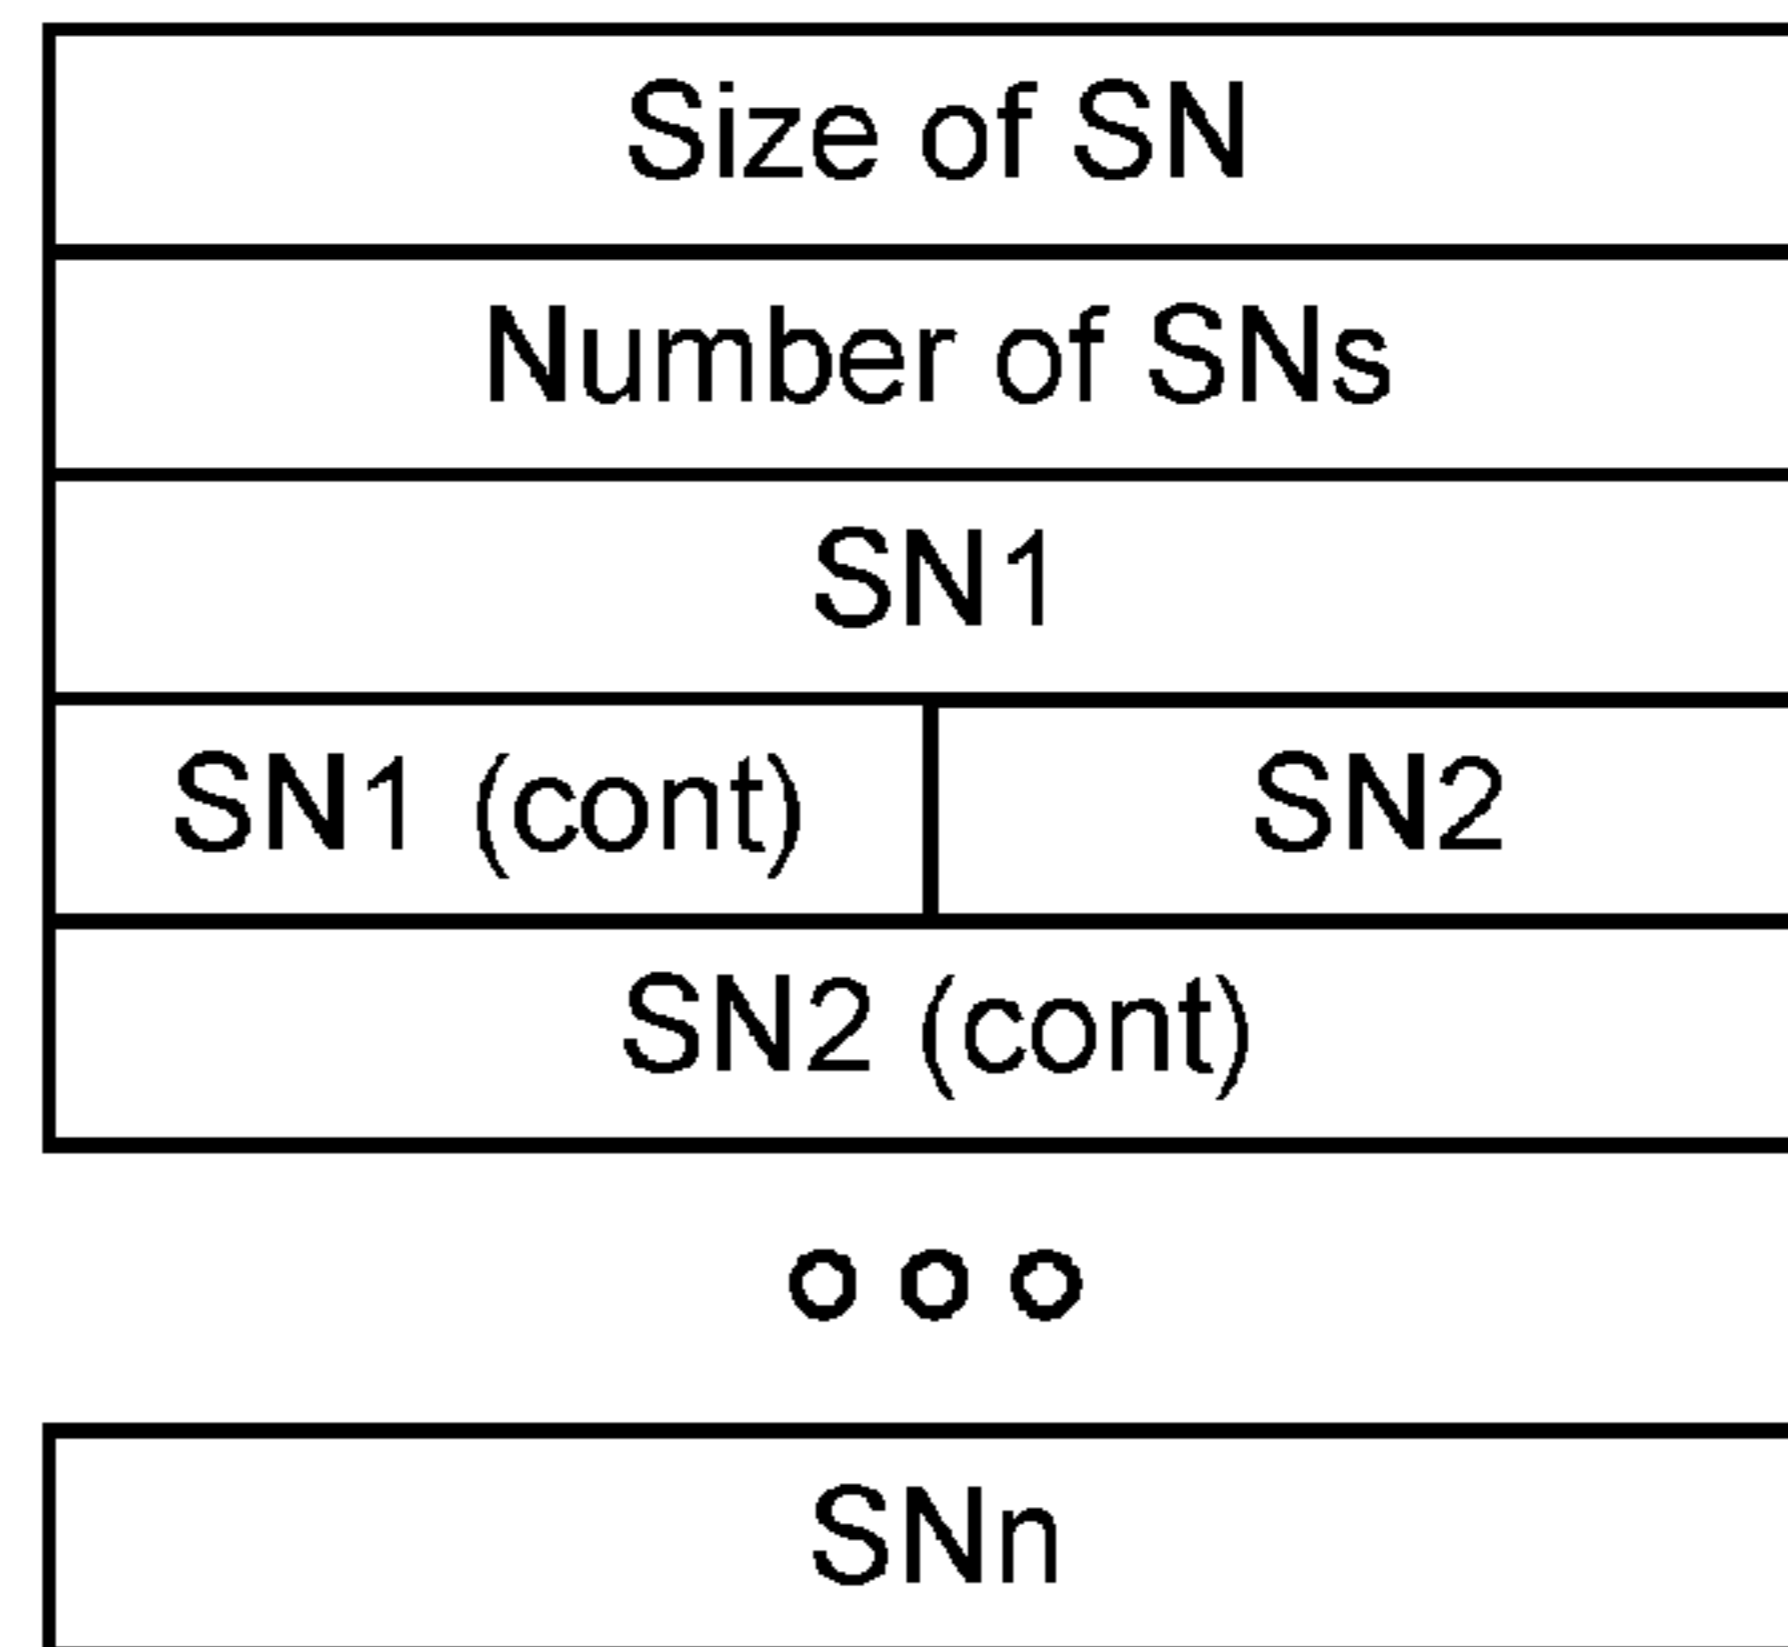 Size of SN
Number of SNs
SN1
SN1 (cont) SN2
SN2 (cont)
SNn